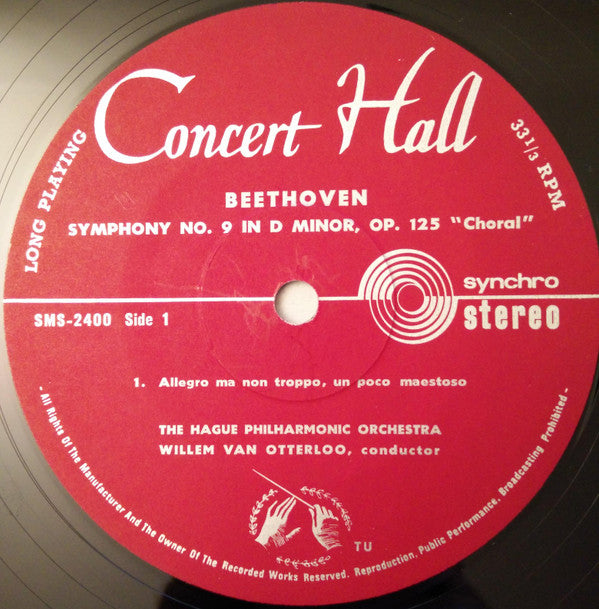 Concert Hall
LONG PLAYING
33 1/3 RPM
BEETHOVEN
SYMPHONY NO. 9 IN D MINOR, OP. 125 "Choral"
synchro
stereo
SMS-2400 Side 1
1. Allegro ma non troppo, un poco maestoso
THE HAGUE PHILHARMONIC ORCHESTRA
WILLEM VAN OTTERLOO, conductor
TU
- All Rights Of The Manufacturer And The Owner Of The Recorded Works Reserved. Reproduction. Public Performance. Broadcasting Prohibited -